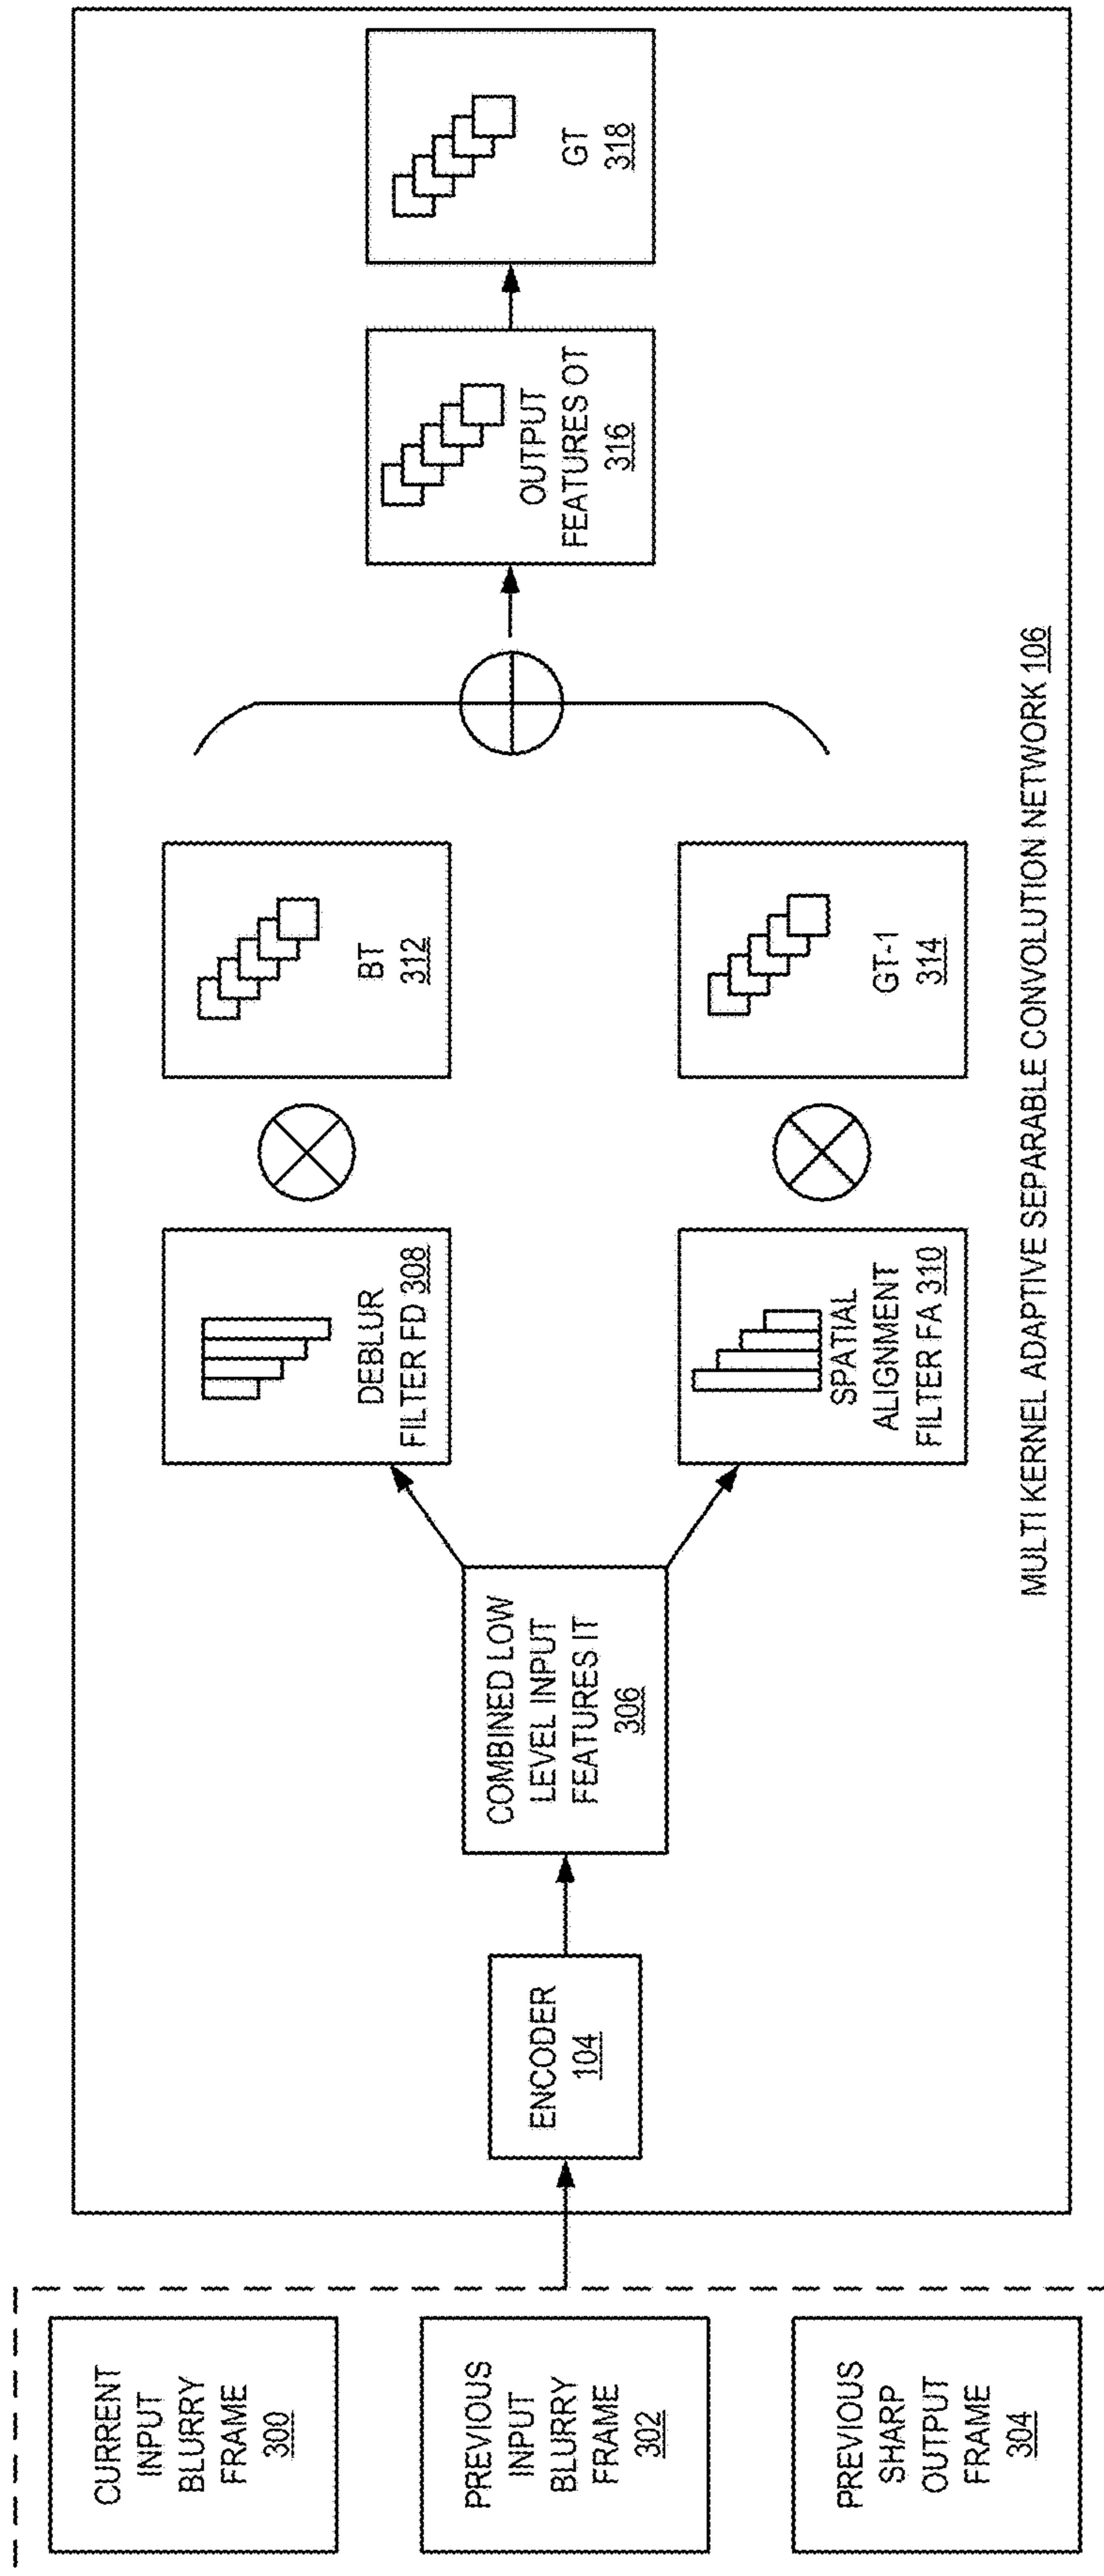 CURRENT
INPUT
BLURRY
FRAME
300
PREVIOUS
INPUT
BLURRY
FRAME
302
PREVIOUS
SHARP
OUTPUT
FRAME
304
ENCODER
104
COMBINED LOW
LEVEL INPUT
FEATURES IT
306
DEBLUR
FILTER FD 308
SPATIAL
ALIGNMENT
FILTER FA 310
BT
312
GT-1
314
OUTPUT
FEATURES OT
316
GT
318
MULTI KERNEL ADAPTIVE SEPARABLE CONVOLUTION NETWORK 106